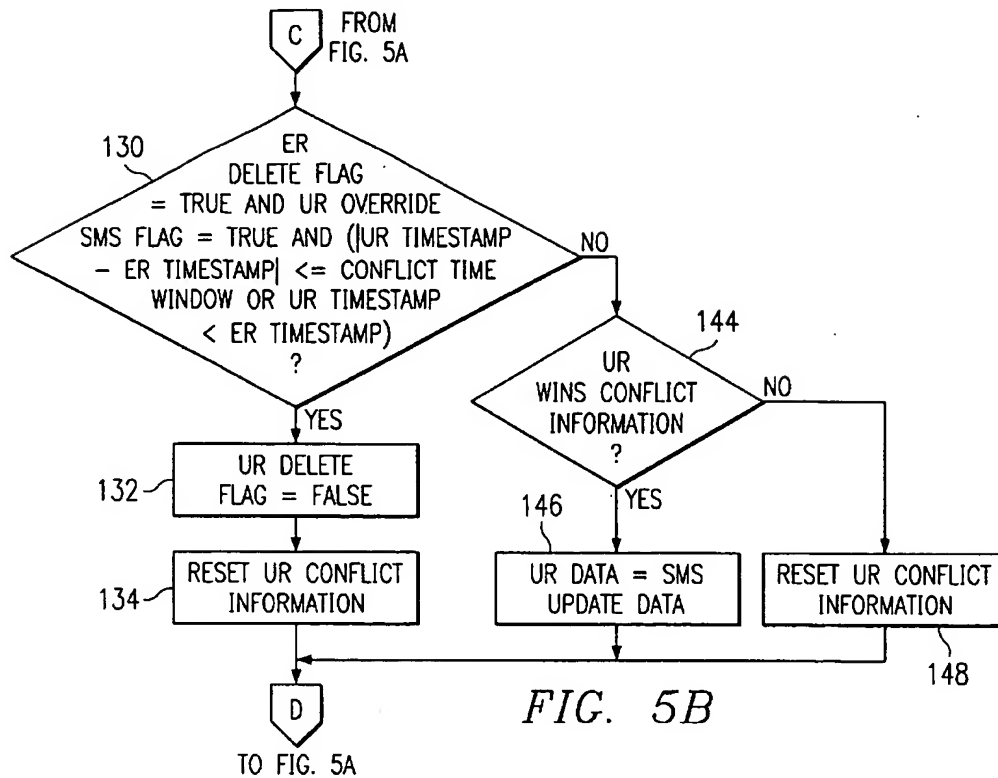 C
FROM
FIG. 5A
130
ER
DELETE FLAG
= TRUE AND UR OVERRIDE
SMS FLAG = TRUE AND (|UR TIMESTAMP
- ER TIMESTAMP| <= CONFLICT TIME
WINDOW OR UR TIMESTAMP
< ER TIMESTAMP)
?
NO
YES
144
UR
WINS CONFLICT
INFORMATION
?
NO
YES
132
UR DELETE
FLAG = FALSE
134
RESET UR CONFLICT
INFORMATION
146
UR DATA = SMS
UPDATE DATA
RESET UR CONFLICT
INFORMATION
148
D
TO FIG. 5A
FIG. 5B